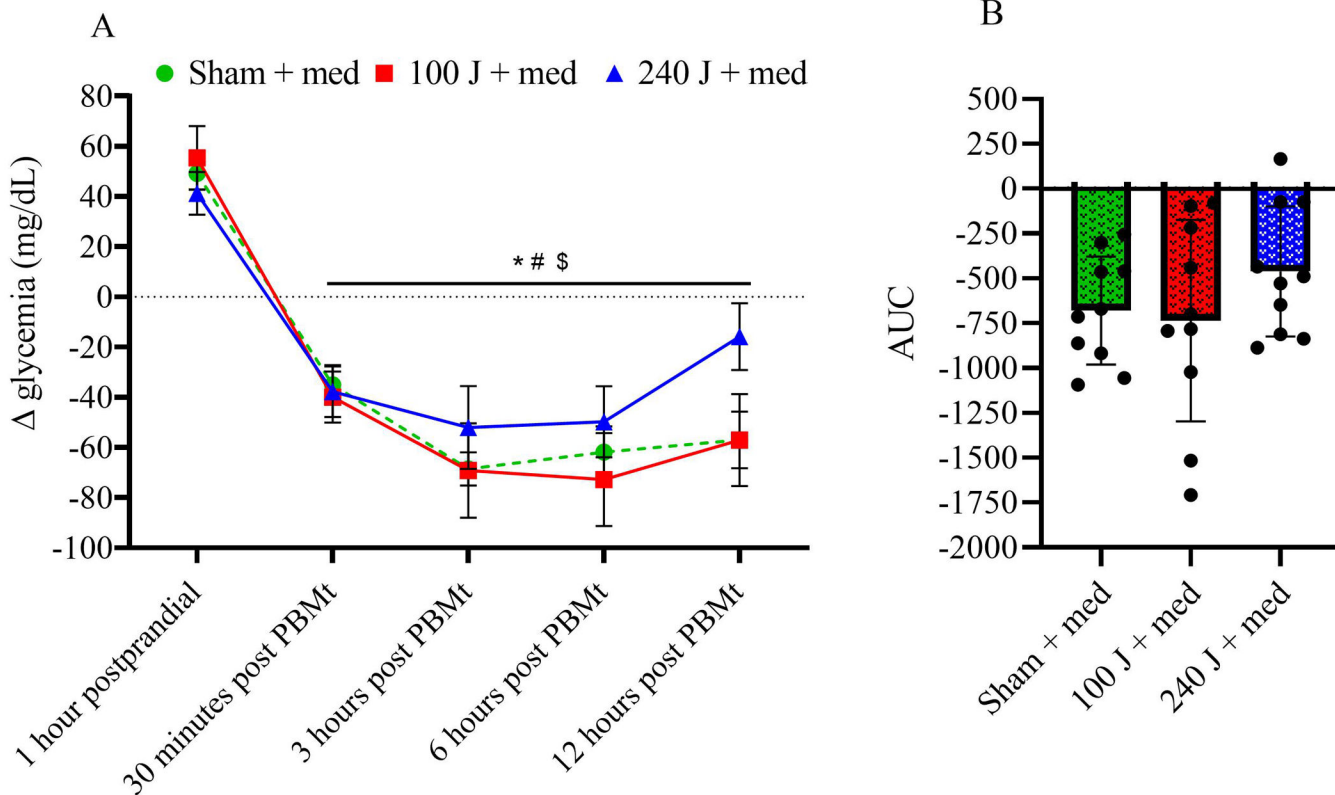 A
Sham + med
100 J + med
240 J + med
Δ glycemia (mg/dL)
80
60
40
20
0
-20
-40
-60
-80
-100
* # $
1 hour postprandial
30 minutes post PBMt
3 hours post PBMt
6 hours post PBMt
12 hours post PBMt
B
AUC
500
250
0
-250
-500
-750
-1000
-1250
-1500
-1750
-2000
Sham + med
100 J + med
240 J + med